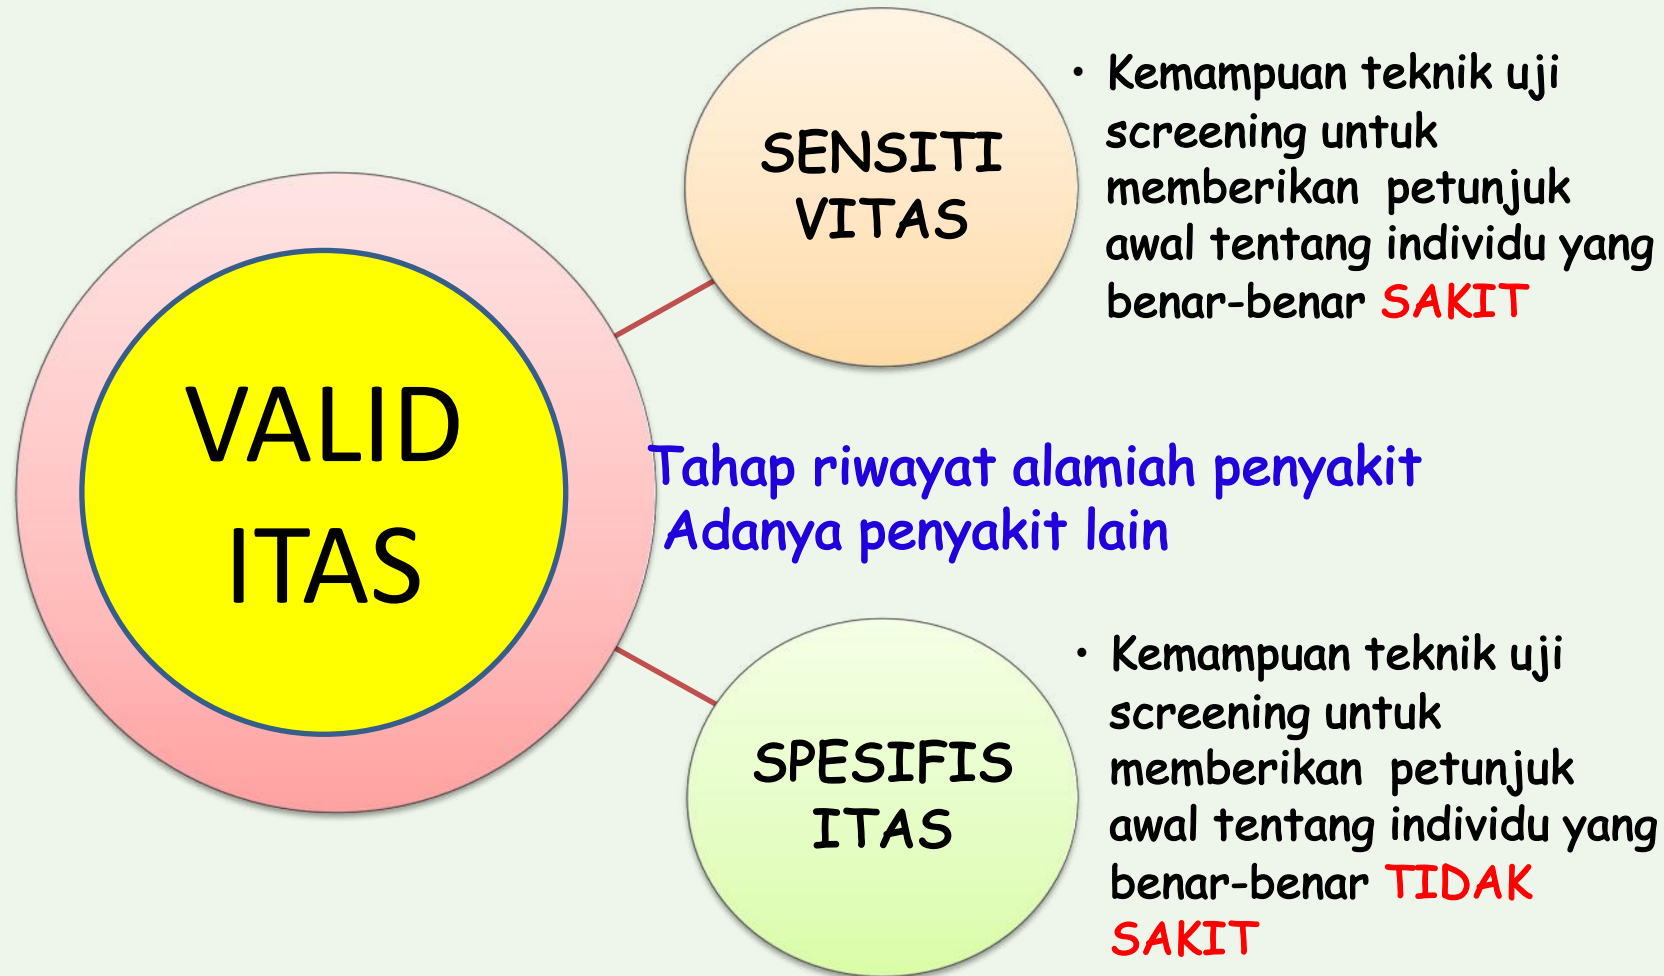 VALID
ITAS
SENSITI
VITAS
• Kemampuan teknik uji
screening untuk
memberikan petunjuk
awal tentang individu yang
benar-benar SAKIT
Tahap riwayat alamiah penyakit
Adanya penyakit lain
SPESIFIS
ITAS
• Kemampuan teknik uji
screening untuk
memberikan petunjuk
awal tentang individu yang
benar-benar TIDAK
SAKIT